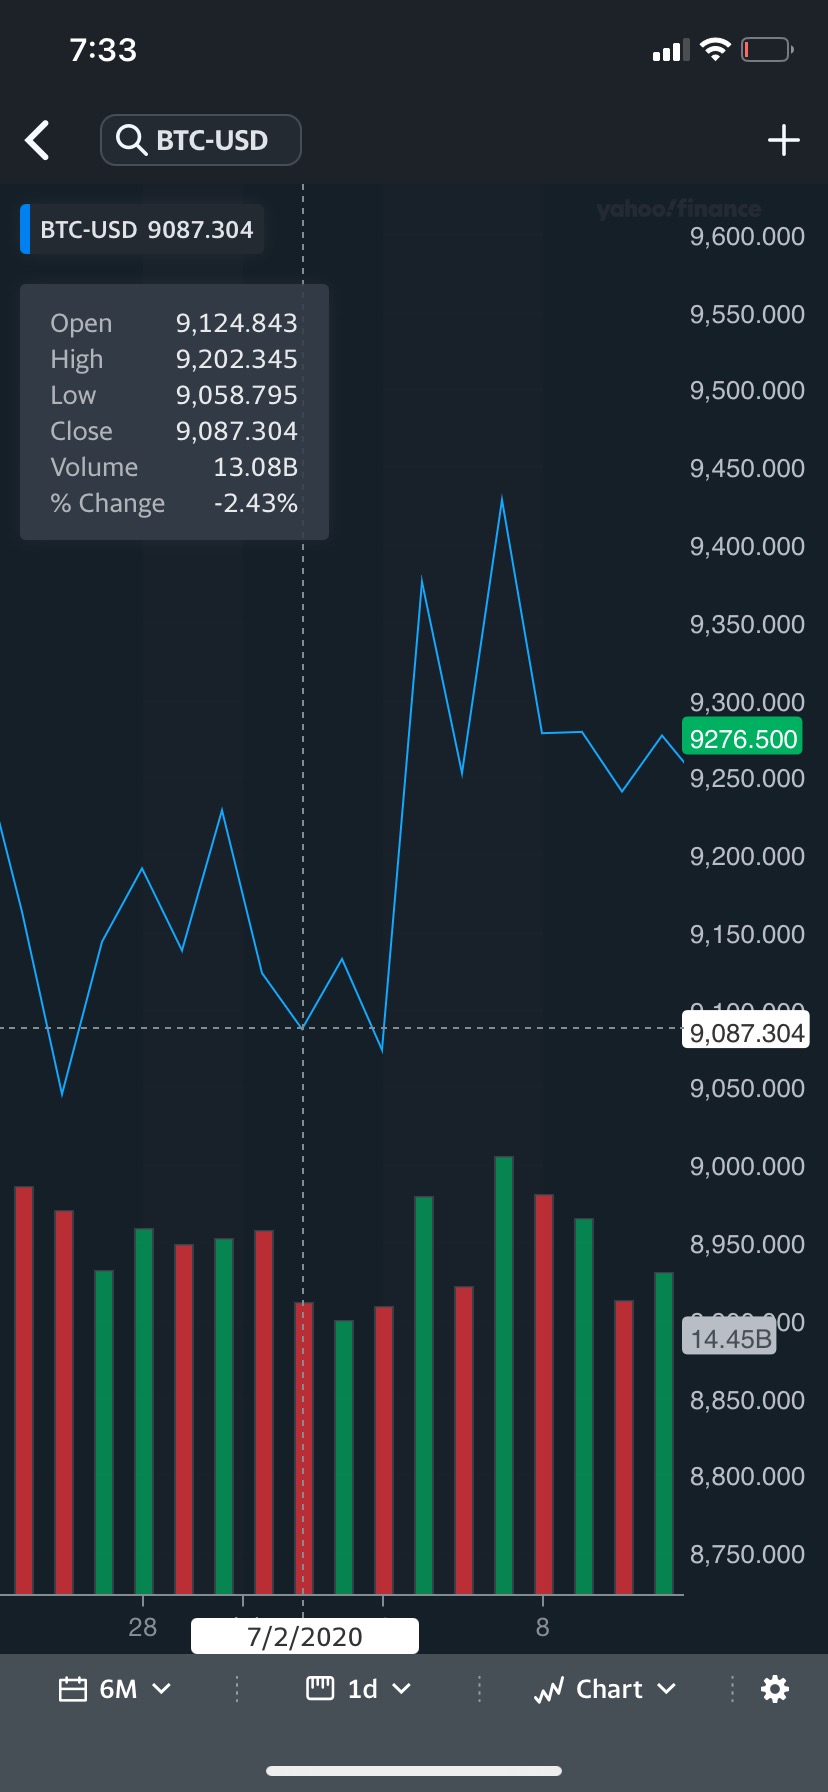 7:33
BTC-USD
yahoo!finance
BTC-USD 9087.304
9,600.000
Open 9,124.843
High 9,202.345
Low 9,058.795
Close 9,087.304
Volume 13.08B
% Change -2.43%
9,550.000
9,500.000
9,450.000
9,400.000
9,350.000
9,300.000
9276.500
9,250.000
9,200.000
9,150.000
9,087.304
9,050.000
9,000.000
8,950.000
14.45B
8,850.000
8,800.000
8,750.000
28 8
7/2/2020
6M 1d Chart